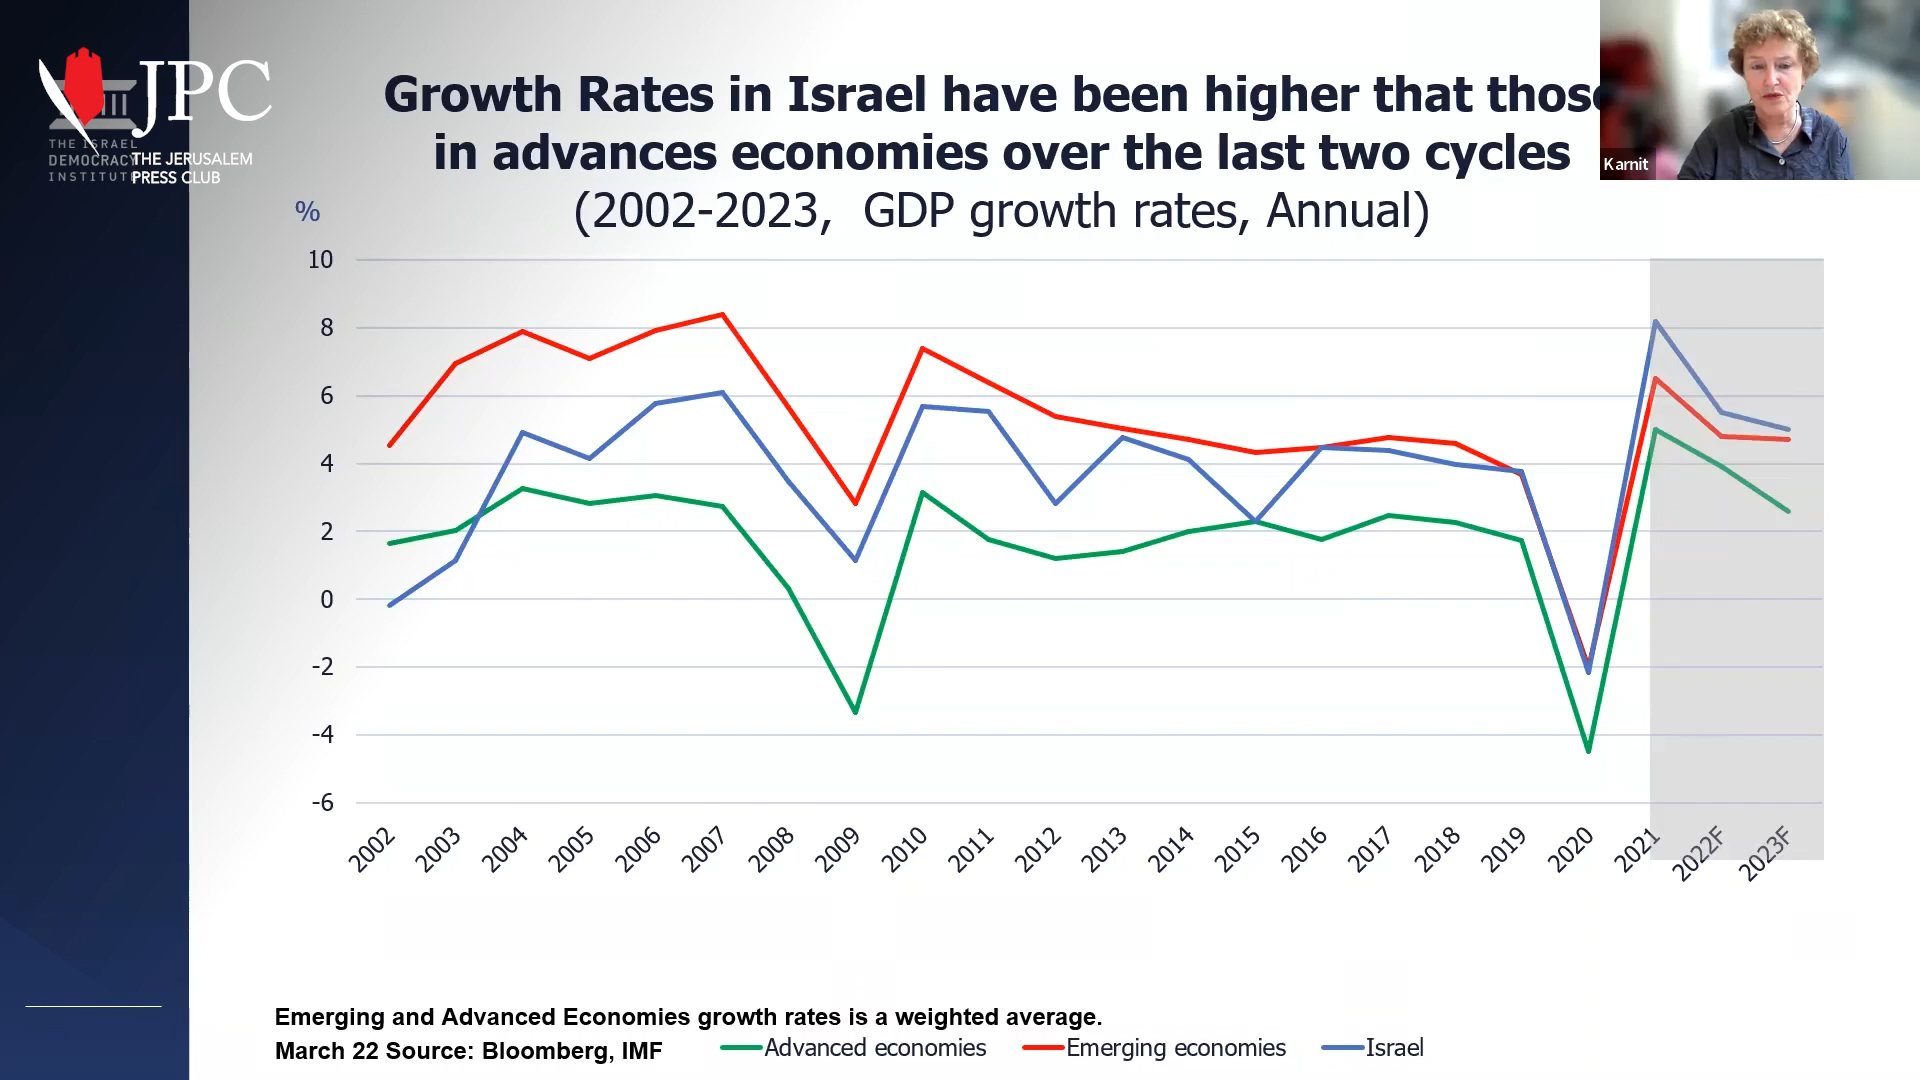 JPC
THE ISRAEL
DEMOCRACY
INSTITUTE
THE JERUSALEM
PRESS CLUB
Growth Rates in Israel have been higher that those
in advances economies over the last two cycles
(2002-2023, GDP growth rates, Annual)
Karnit
%
10
8
6
4
2
0
-2
-4
-6
2002 2003 2004 2005 2006 2007 2008 2009 2010 2011 2012 2013 2014 2015 2016 2017 2018 2019 2020 2021 2022F 2023F
Emerging and Advanced Economies growth rates is a weighted average.
March 22 Source: Bloomberg, IMF
Advanced economies Emerging economies Israel